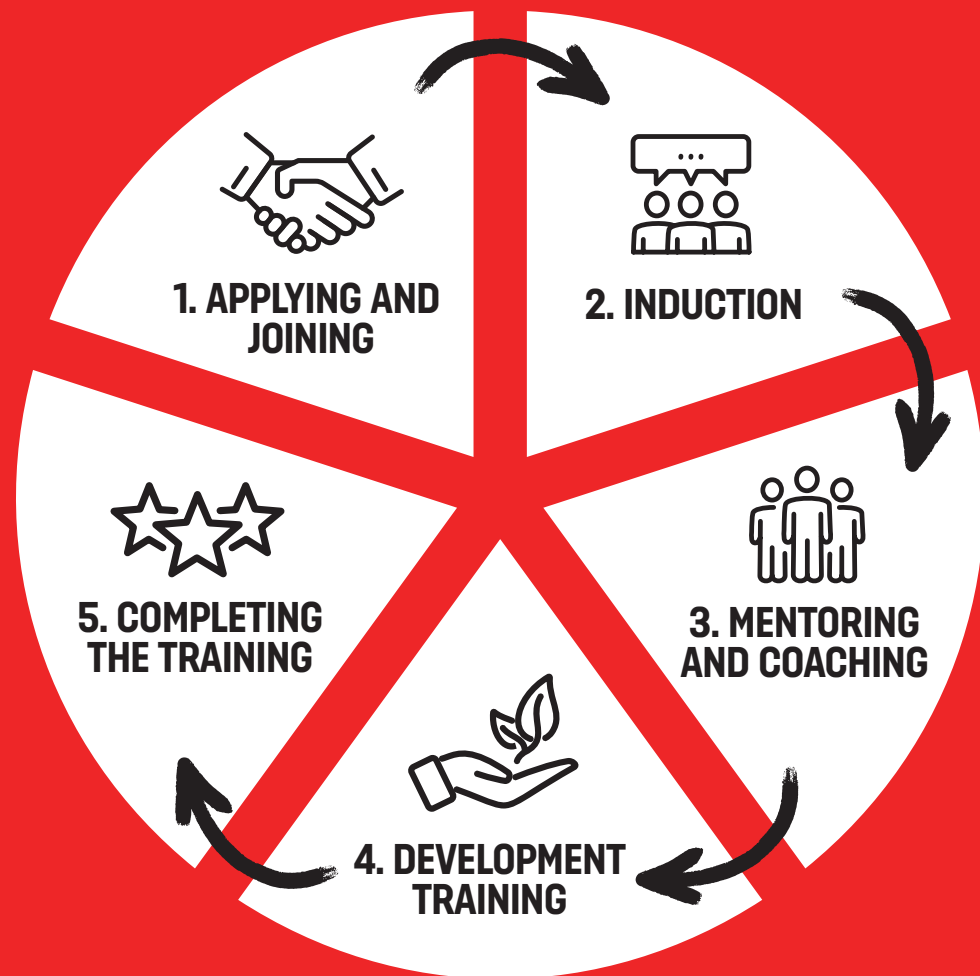 1. APPLYING AND
JOINING
2. INDUCTION
3. MENTORING
AND COACHING
4. DEVELOPMENT
TRAINING
5. COMPLETING
THE TRAINING